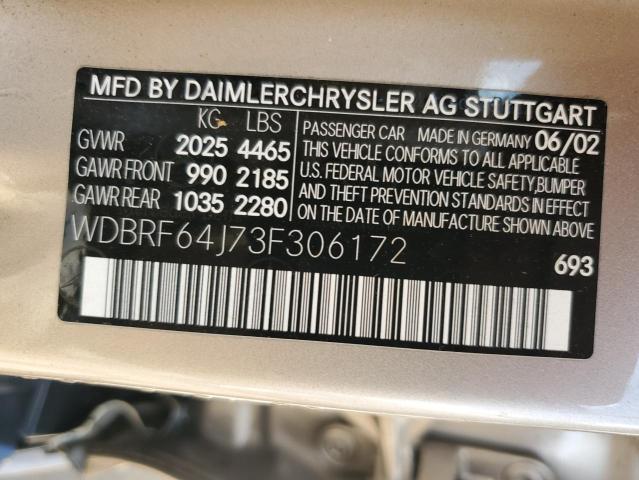 MFD BY DAIMLERCHRYSLER AG STUTTGART
KG LBS
GVWR 2025 4465
GAWR FRONT 990 2185
GAWR REAR 1035 2280
PASSENGER CAR MADE IN GERMANY 06/02
THIS VEHICLE CONFORMS TO ALL APPLICABLE
U.S. FEDERAL MOTOR VEHICLE SAFETY,BUMPER
AND THEFT PREVENTION STANDARDS IN EFFECT
ON THE DATE OF MANUFACTURE SHOWN ABOVE.
WDBRF64J73F306172
693